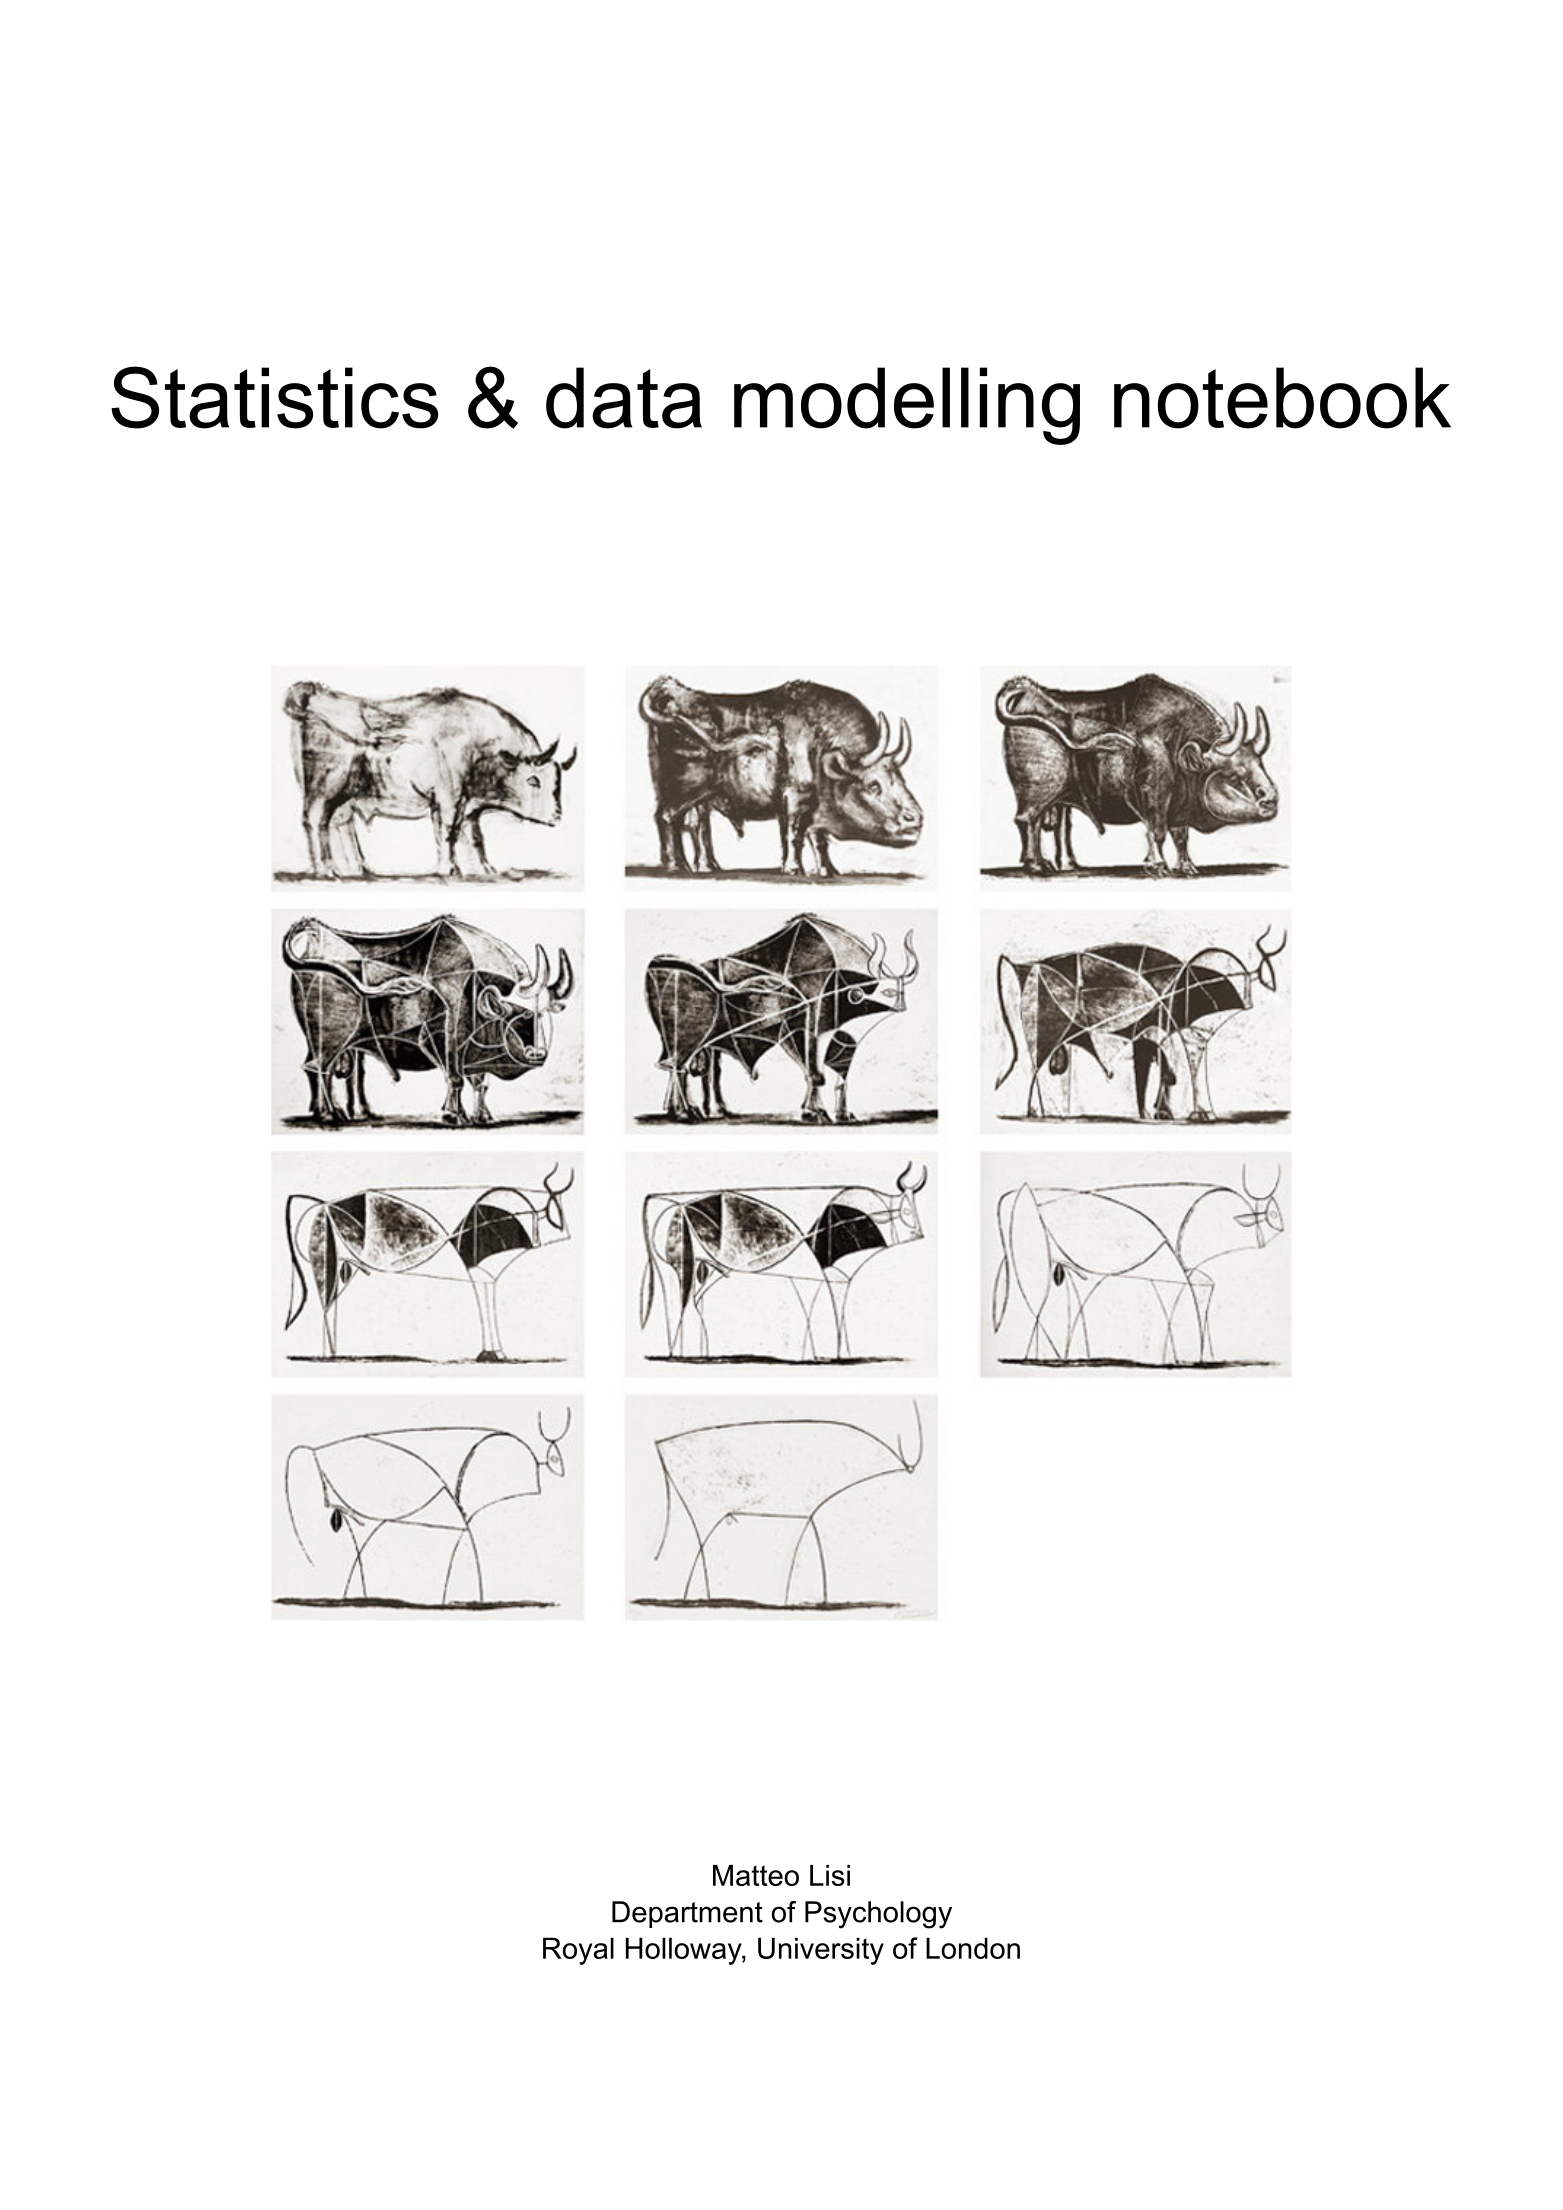 Statistics & data modelling notebook
Matteo Lisi
Department of Psychology
Royal Holloway, University of London